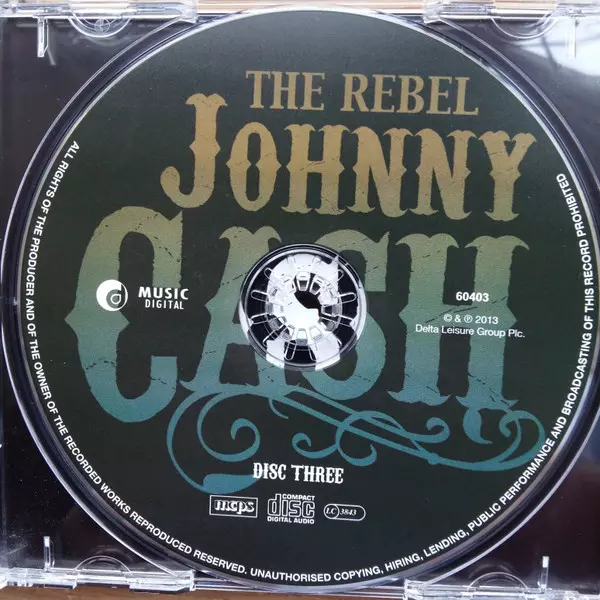 THE REBEL
JOHNNY
CASH
MUSIC
DIGITAL
60403
© & ℗ 2013
Delta Leisure Group Plc.
DISC THREE
mcps
COMPACT
disc
DIGITAL AUDIO
LC 3843
ALL RIGHTS OF THE PRODUCER AND OF THE OWNER OF THE RECORDED WORKS REPRODUCED RESERVED. UNAUTHORISED COPYING, HIRING, LENDING, PUBLIC PERFORMANCE AND BROADCASTING OF THIS RECORD PROHIBITED